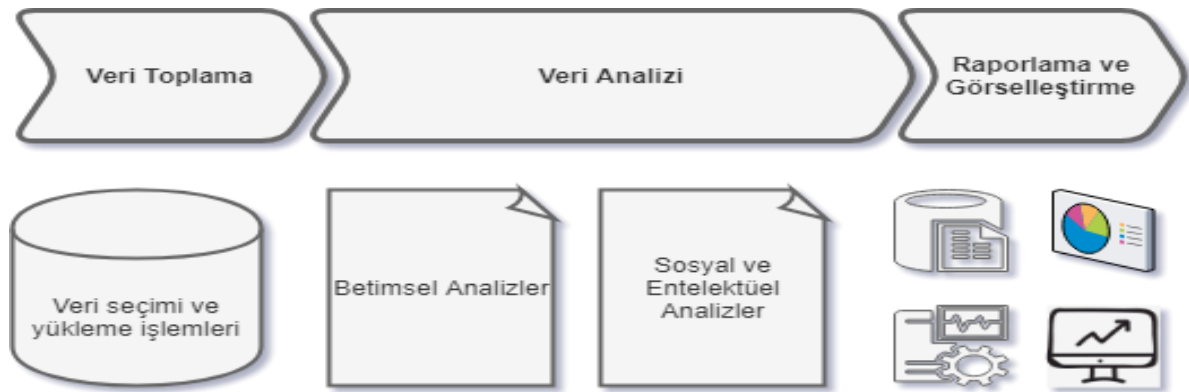 Veri Toplama
Veri Analizi
Raporlama ve
Görselleştirme
Veri seçimi ve
yükleme işlemleri
Betimsel Analizler
Sosyal ve
Entelektüel
Analizler